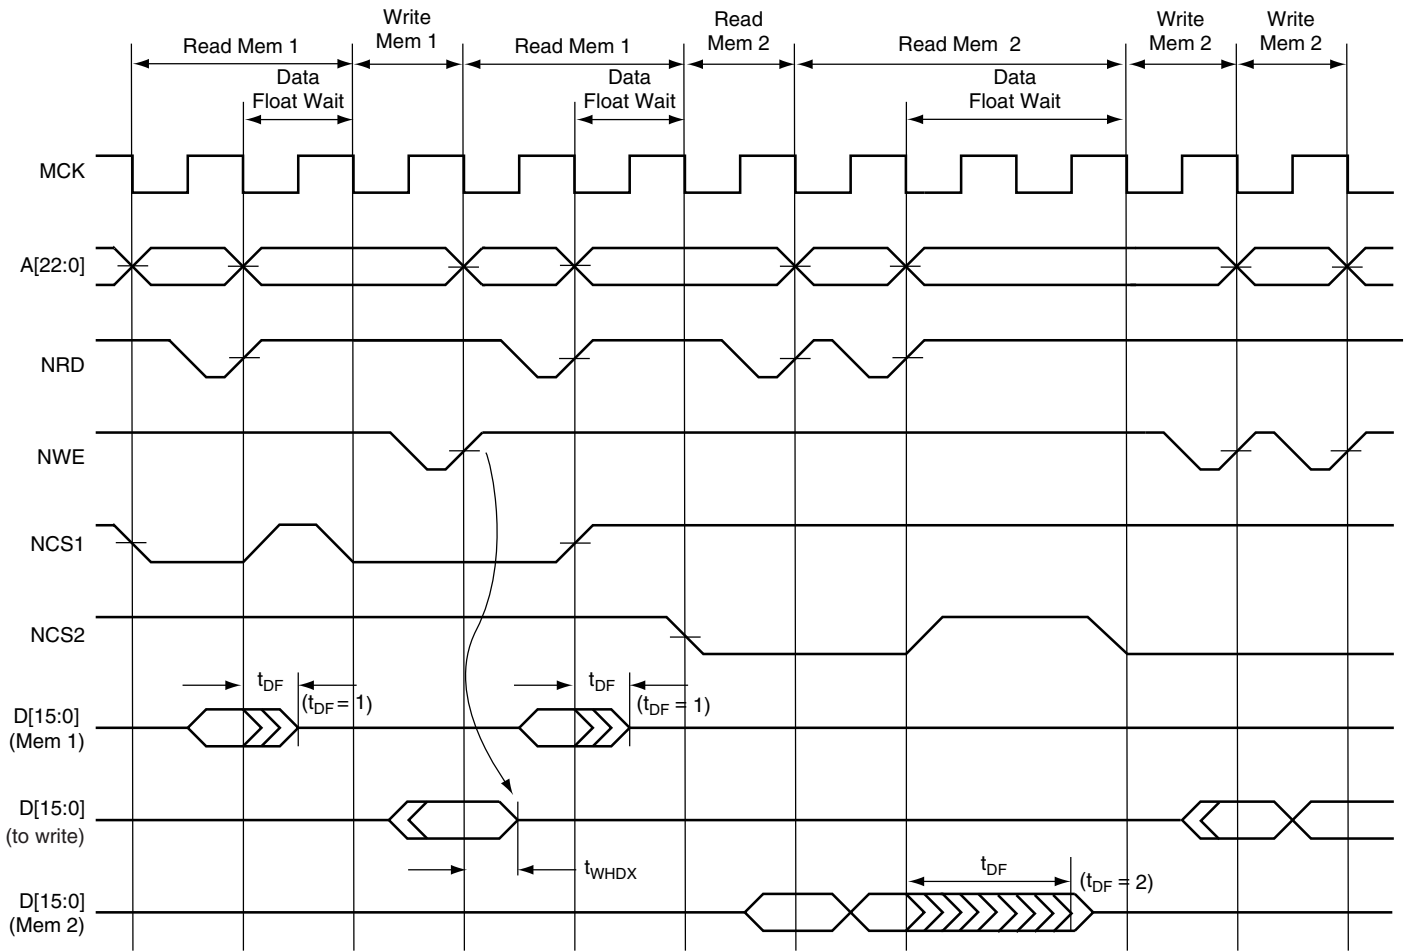 Read Mem 1
Write
Mem 1
Read Mem 1
Read
Mem 2
Read Mem 2
Write
Mem 2
Write
Mem 2
Data
Float Wait
Data
Float Wait
Data
Float Wait
MCK
A[22:0]
NRD
NWE
NCS1
NCS2
tDF
(tDF = 1)
tDF
(tDF = 1)
D[15:0]
(Mem 1)
D[15:0]
(to write)
tWHDX
tDF
(tDF = 2)
D[15:0]
(Mem 2)